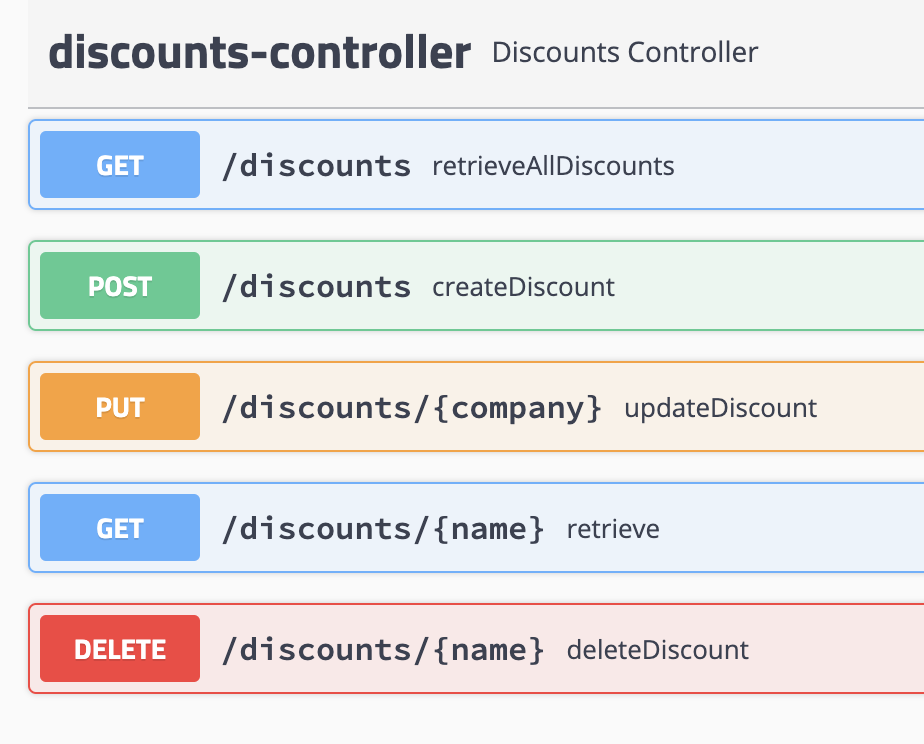 discounts-controller Discounts Controller
GET /discounts retrieveAllDiscounts
POST /discounts createDiscount
PUT /discounts/{company} updateDiscount
GET /discounts/{name} retrieve
DELETE /discounts/{name} deleteDiscount